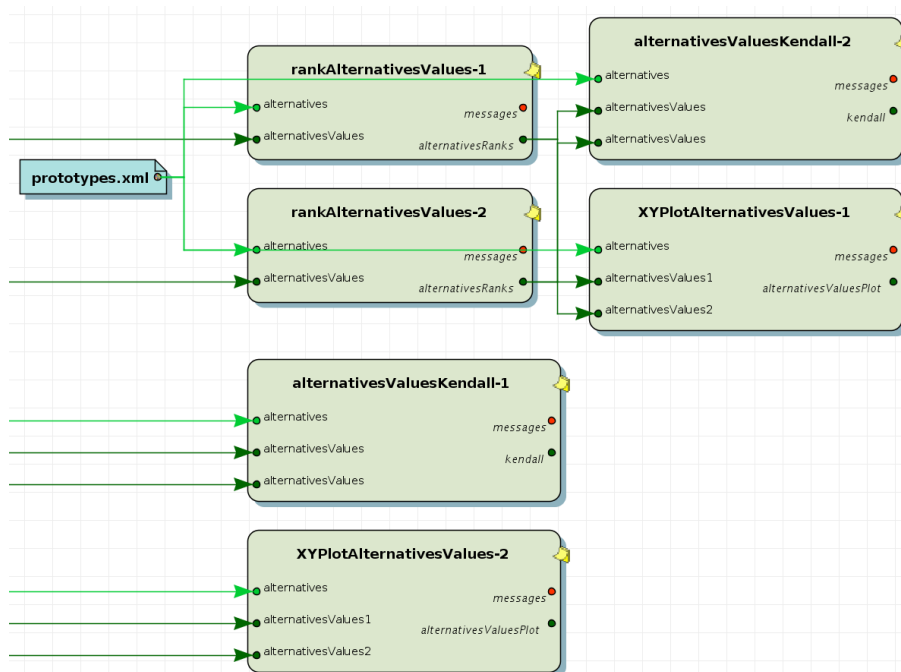 rankAlternativesValues-1
alternatives
messages
alternativesValues
alternativesRanks
alternativesValuesKendall-2
alternatives
messages
alternativesValues
kendall
alternativesValues
prototypes.xml
rankAlternativesValues-2
alternatives
messages
alternativesValues
alternativesRanks
XYPlotAlternativesValues-1
alternatives
messages
alternativesValues1
alternativesValuesPlot
alternativesValues2
alternativesValuesKendall-1
alternatives
messages
alternativesValues
kendall
alternativesValues
XYPlotAlternativesValues-2
alternatives
messages
alternativesValues1
alternativesValuesPlot
alternativesValues2